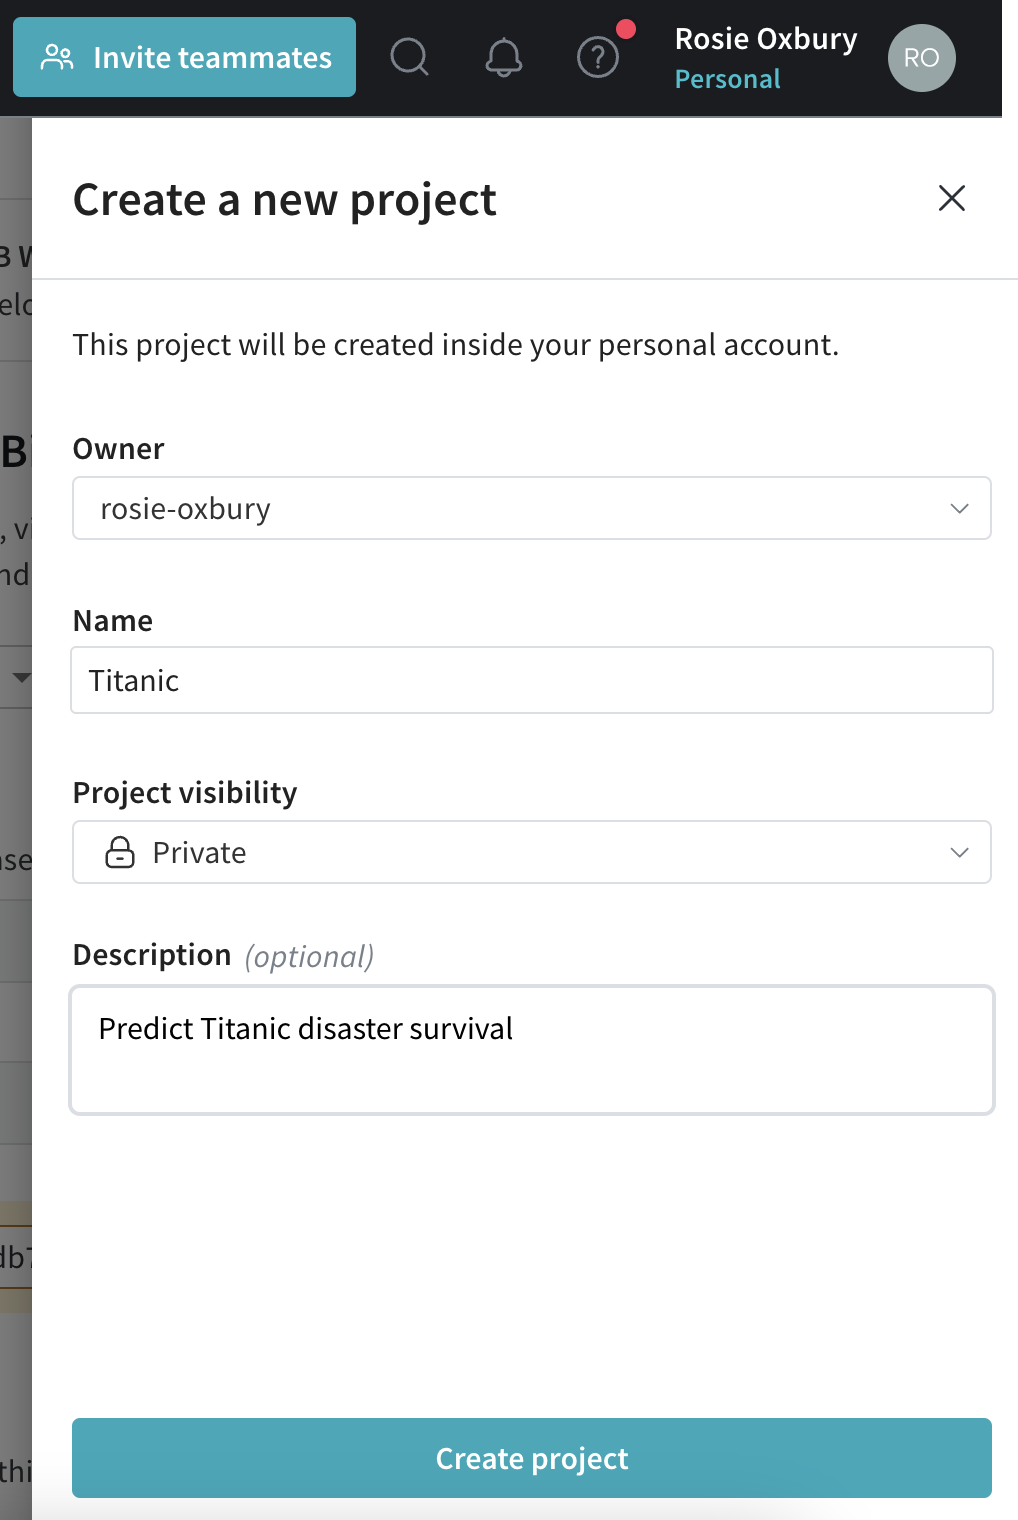 Invite teammates
Rosie Oxbury
Personal
RO
Create a new project
This project will be created inside your personal account.
Owner
rosie-oxbury
Name
Titanic
Project visibility
Private
Description (optional)
Predict Titanic disaster survival
Create project